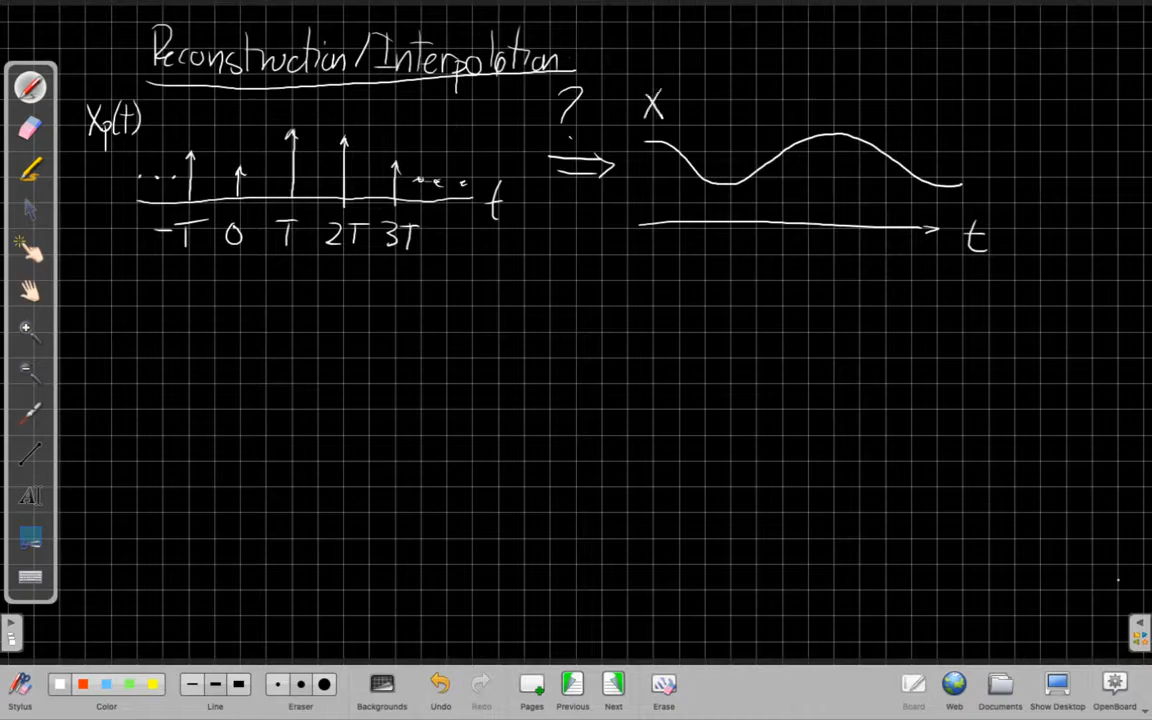 Reconstruction/Interpolation
Xp(t)
?
X
... t
-T 0 T 2T 3T
t
Stylus Color Line Eraser Backgrounds Undo Redo Pages Previous Next Erase Board Web Documents Show Desktop OpenBoard